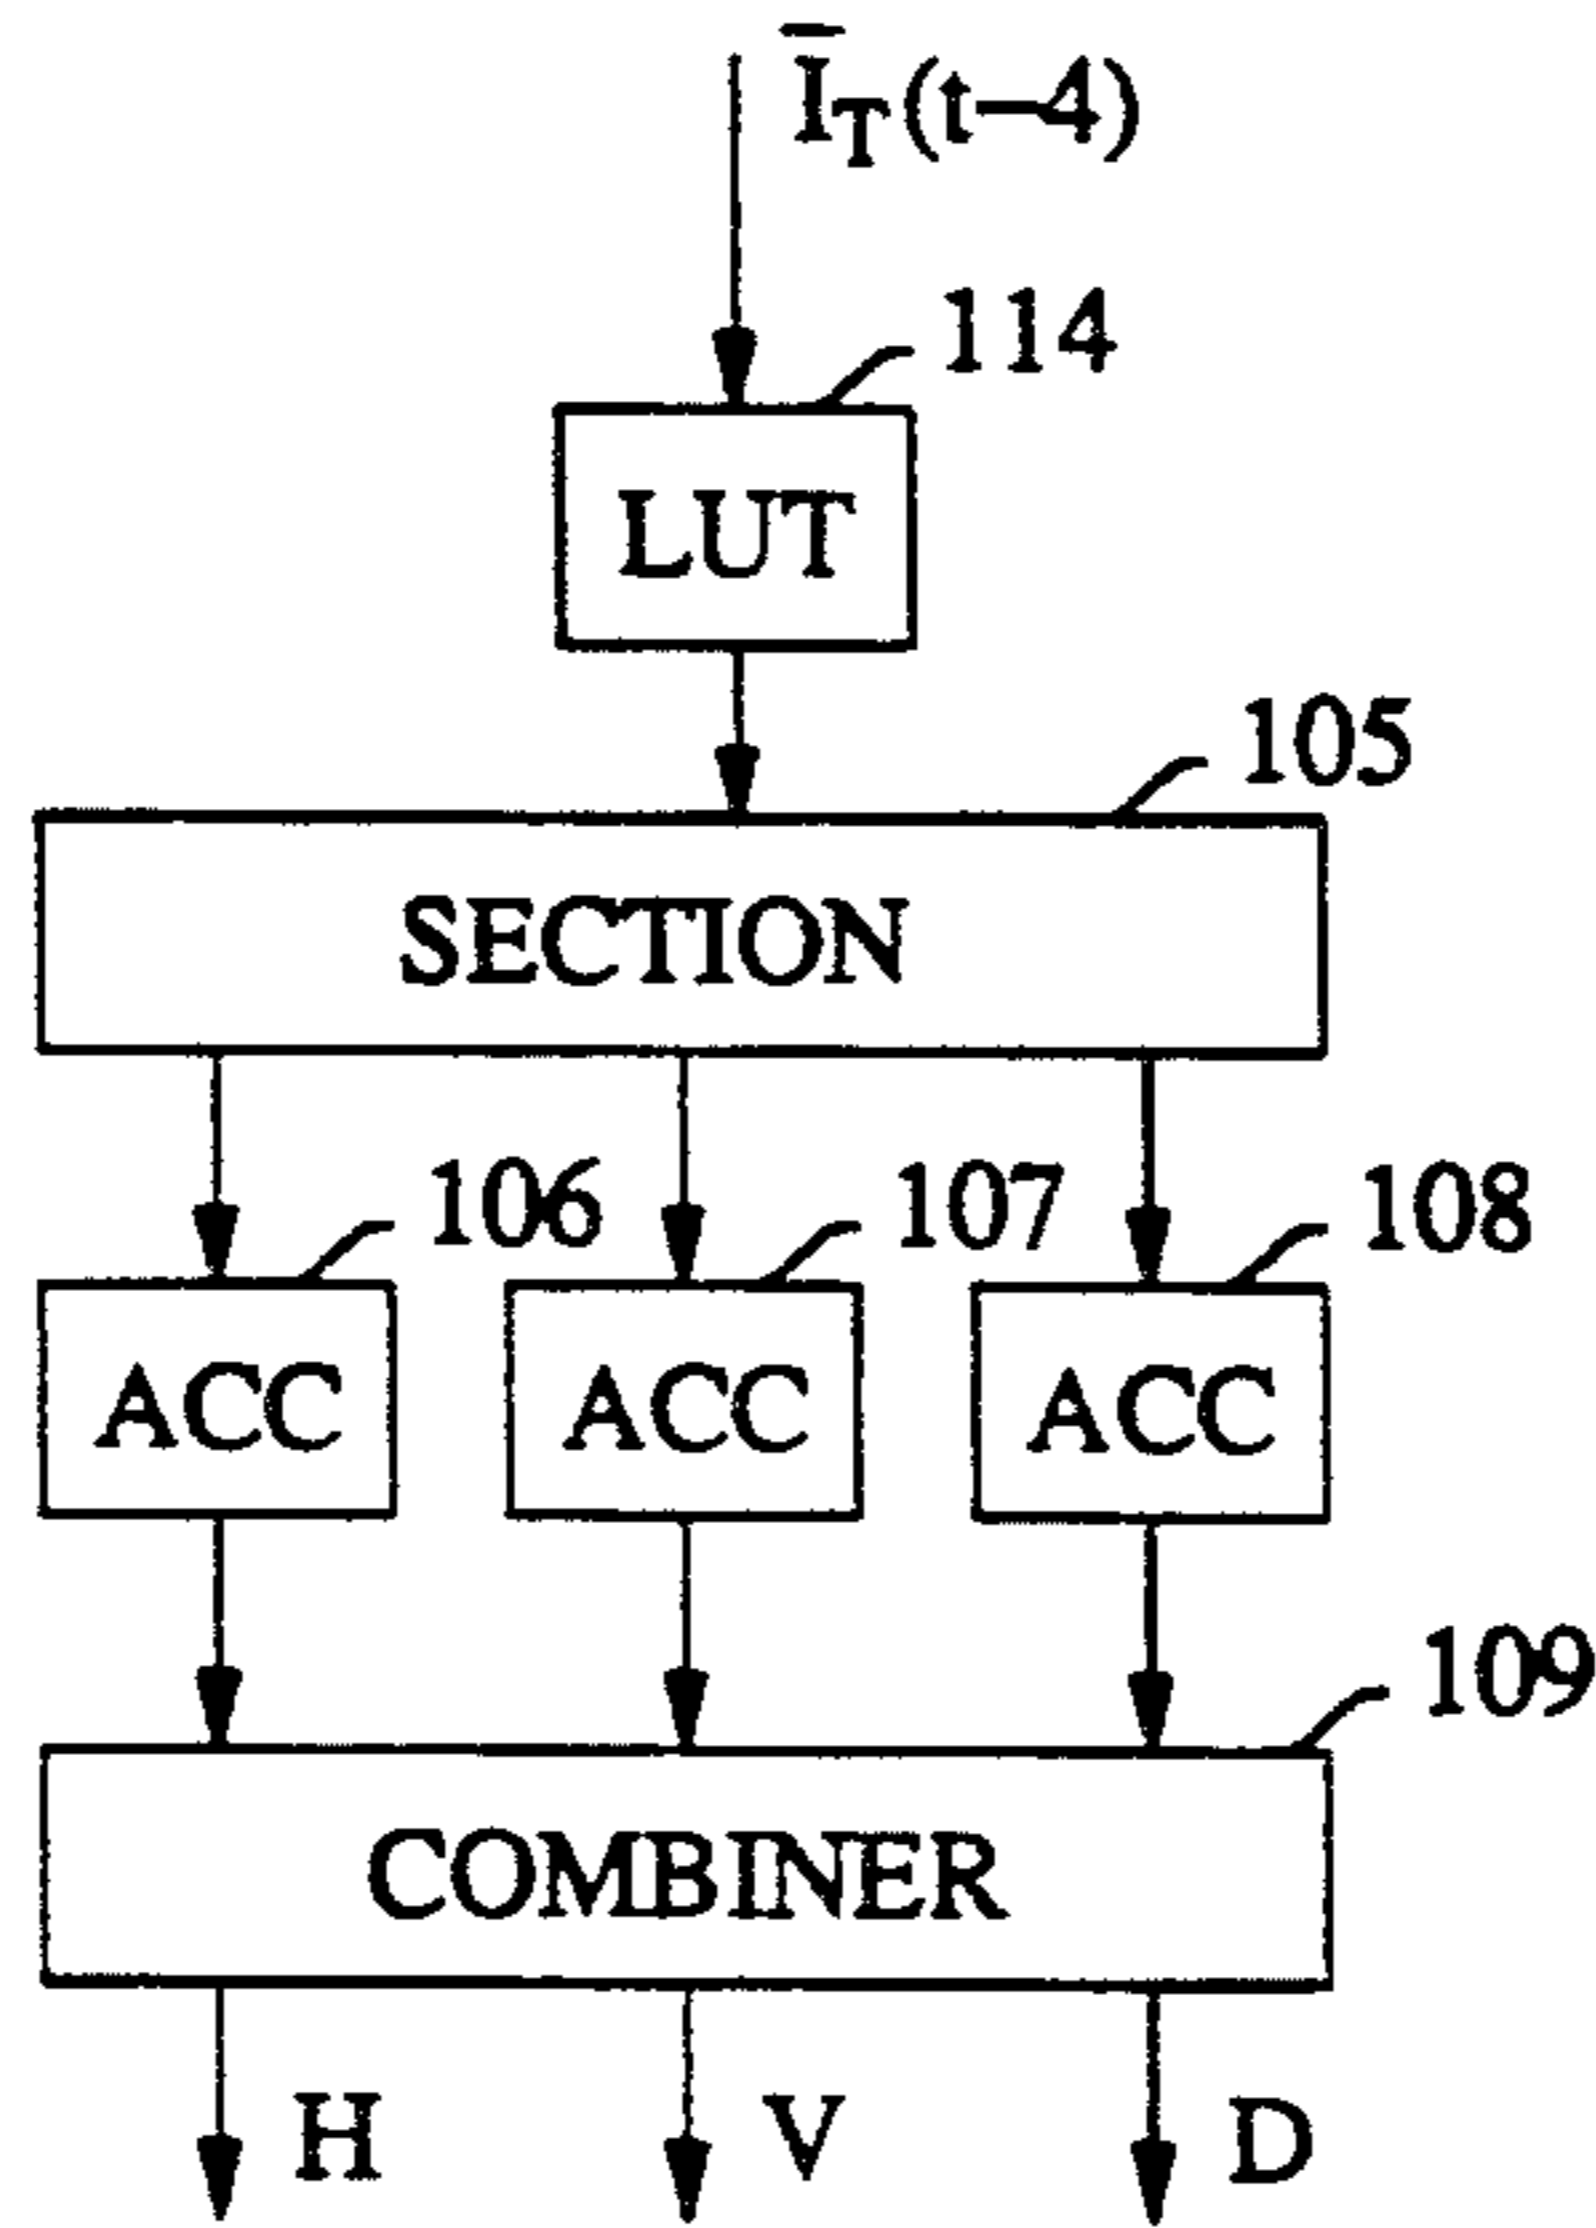 Ī_T(t–4)
114
LUT
105
SECTION
106 107 108
ACC ACC ACC
109
COMBINER
H V D